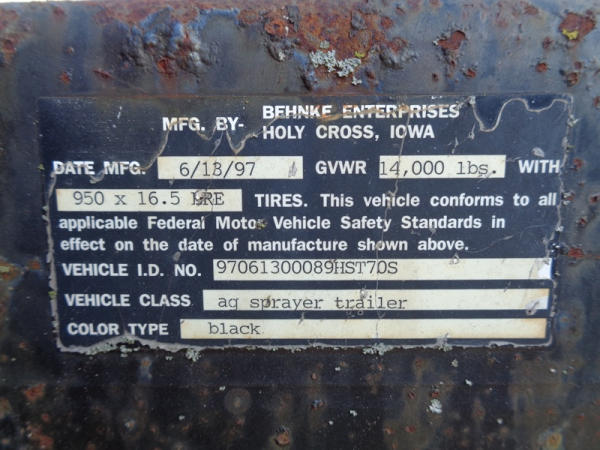 MFG. BY- BEHNKE ENTERPRISES
HOLY CROSS, IOWA
DATE MFG. 6/13/97 GVWR 14,000 lbs. WITH
950 x 16.5 LRE TIRES. This vehicle conforms to all
applicable Federal Motor Vehicle Safety Standards in
effect on the date of manufacture shown above.
VEHICLE I.D. NO. 97061300089HST70S
VEHICLE CLASS ag sprayer trailer
COLOR TYPE black